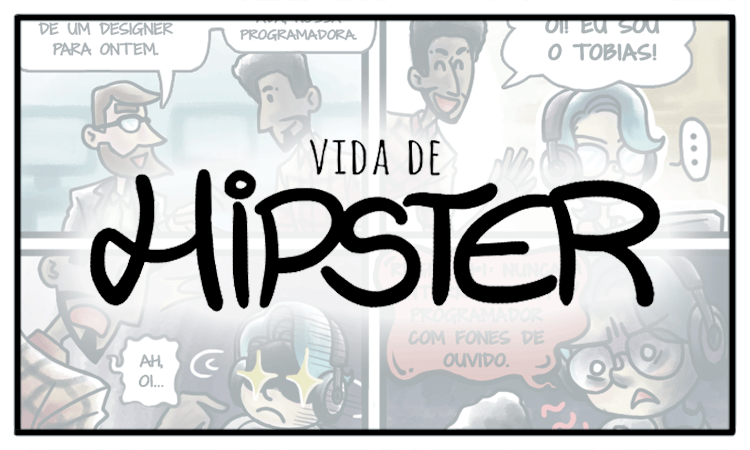 DE UM DESIGNER
PARA ONTEM.
PROGRAMADORA.
OI! EU SOU
O TOBIAS!
...
VIDA DE
HIPSTER
AH,
OI...
NUNCA
PROGRAMADOR
COM FONES DE
OUVIDO.